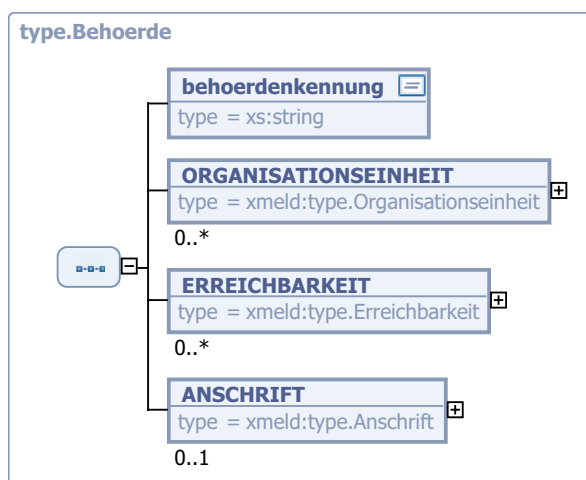 type.Behoerde
behoerdenkennung
type = xs:string
ORGANISATIONSEINHEIT
type = xmeld:type.Organisationseinheit
0..*
ERREICHBARKEIT
type = xmeld:type.Erreichbarkeit
0..*
ANSCHRIFT
type = xmeld:type.Anschrift
0..1